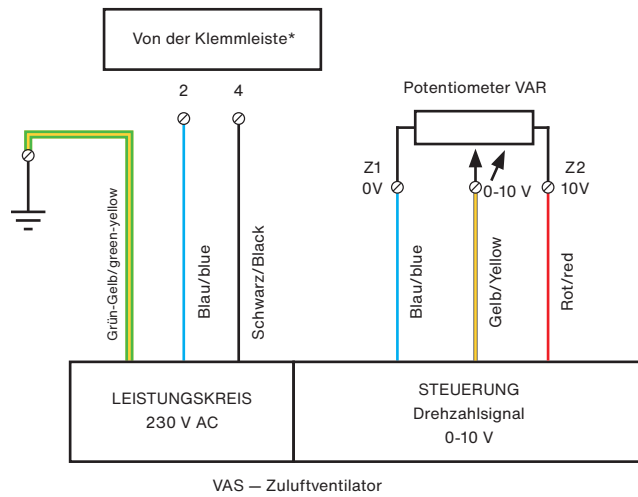 Von der Klemmleiste*
2 4
Potentiometer VAR
Z1
0V
0-10 V
Z2
10V
Grün-Gelb/green-yellow
Blau/blue
Schwarz/Black
Blau/blue
Gelb/Yellow
Rot/red
LEISTUNGSKREIS
230 V AC
STEUERUNG
Drehzahlsignal
0-10 V
VAS — Zuluftventilator